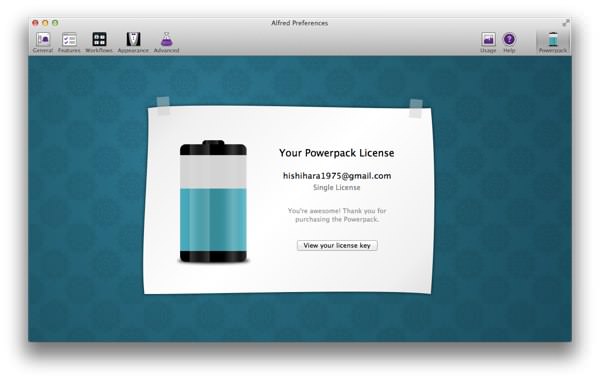 Alfred Preferences
General Features Workflows Appearance Advanced Usage Help Powerpack
Your Powerpack License
hishihara1975@gmail.com
Single License
You're awesome! Thank you for
purchasing the Powerpack.
View your license key